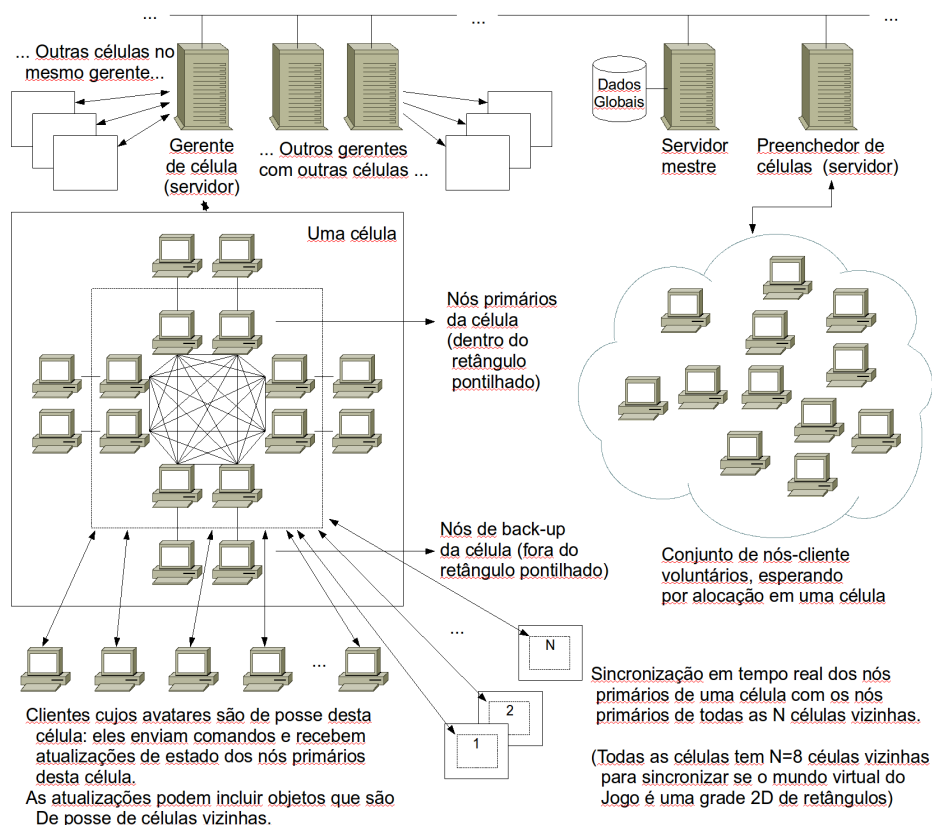 ...
...
...
... Outras células no
mesmo gerente...
Dados
Globais
Gerente
de célula
(servidor)
... Outros gerentes
com outras células ...
Servidor
mestre
Preenchedor de
células (servidor)
Uma célula
Nós primários
da célula
(dentro do
retângulo
pontilhado)
Nós de back-up
da célula (fora do
retângulo pontilhado)
Conjunto de nós-cliente
voluntários, esperando
por alocação em uma
célula
...
N
2
1
...
Clientes cujos avatares são de posse desta
célula: eles enviam comandos e recebem
atualizações de estado dos nós primários
desta célula.
As atualizações podem incluir objetos que são
De posse de células vizinhas.
Sincronização em tempo real dos nós
primários de uma célula com os nós
primários de todas as N células vizinhas.
(Todas as células tem N=8 céulas vizinhas
para sincronizar se o mundo virtual do
Jogo é uma grade 2D de retângulos)